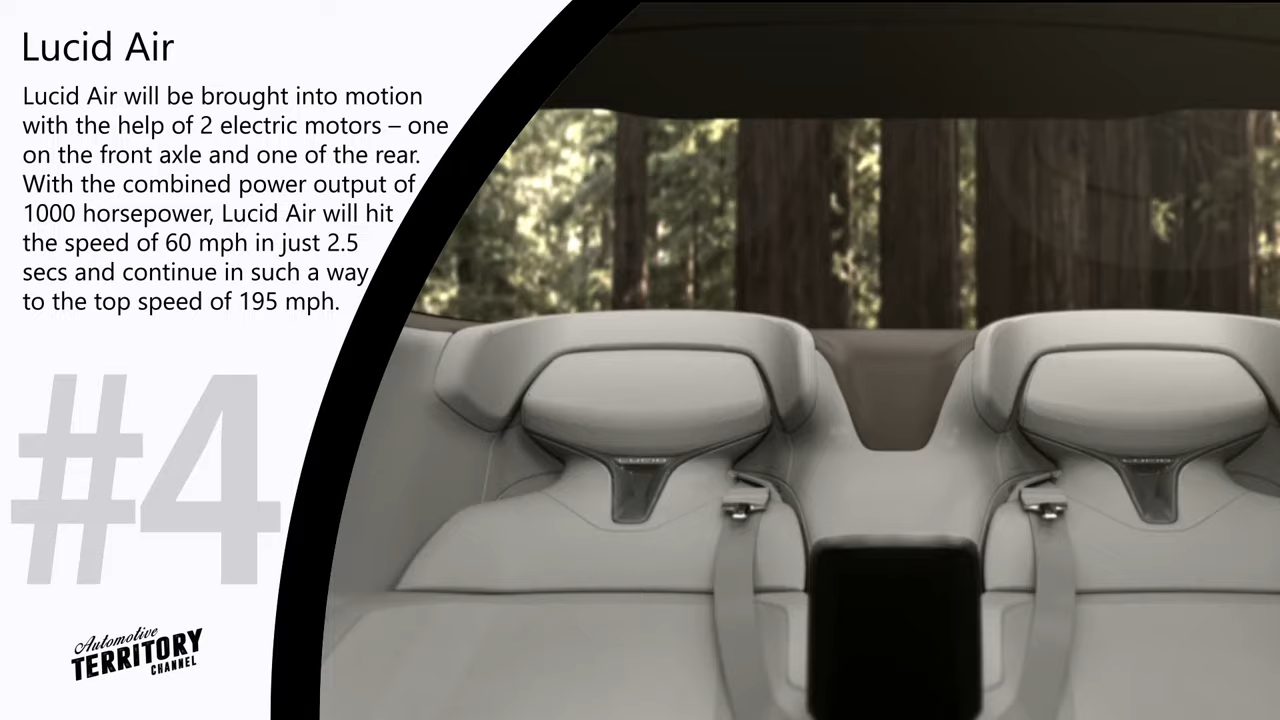 Lucid Air
Lucid Air will be brought into motion
with the help of 2 electric motors – one
on the front axle and one of the rear.
With the combined power output of
1000 horsepower, Lucid Air will hit
the speed of 60 mph in just 2.5
secs and continue in such a way
to the top speed of 195 mph.
#4
Automotive
TERRITORY
CHANNEL
LUCID
LUCID